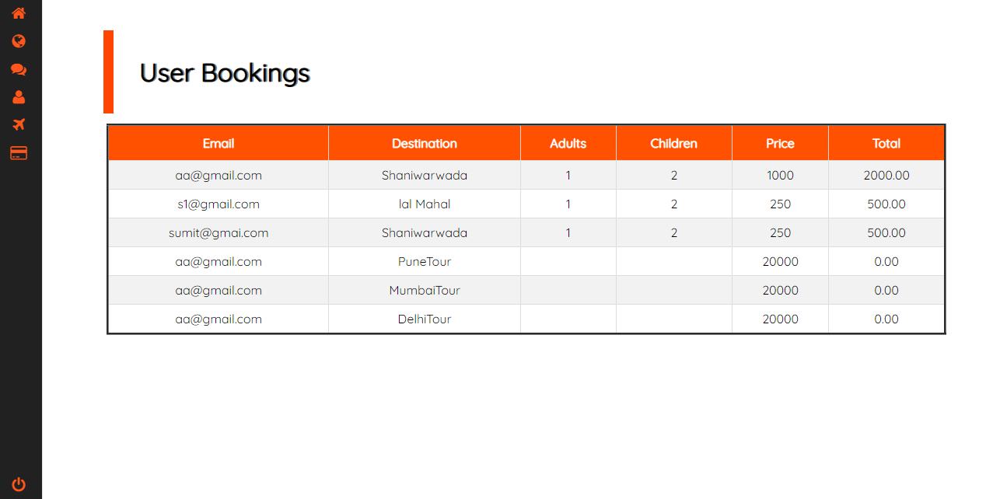 User Bookings
Email Destination Adults Children Price Total
aa@gmail.com Shaniwarwada 1 2 1000 2000.00
s1@gmail.com lal Mahal 1 2 250 500.00
sumit@gmai.com Shaniwarwada 1 2 250 500.00
aa@gmail.com PuneTour 20000 0.00
aa@gmail.com MumbaiTour 20000 0.00
aa@gmail.com DelhiTour 20000 0.00